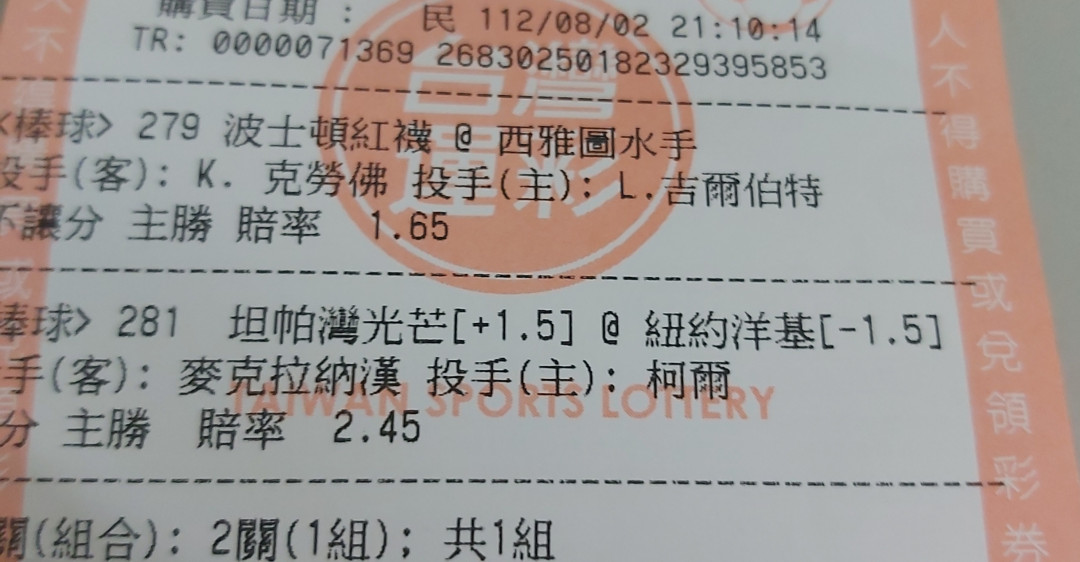 購買日期: 民 112/08/02 21:10:14
TR: 0000071369 26830250182329395853
<棒球> 279 波士頓紅襪 @ 西雅圖水手
投手(客): K. 克勞佛 投手(主): L.吉爾伯特
不讓分 主勝 賠率 1.65
棒球> 281 坦帕灣光芒[+1.5] @ 紐約洋基[-1.5]
手(客): 麥克拉納漢 投手(主): 柯爾
分 主勝 賠率 2.45
關(組合): 2關(1組); 共1組
台灣運彩
TAIWAN SPORTS LOTTERY
人不得購買或兌領彩券